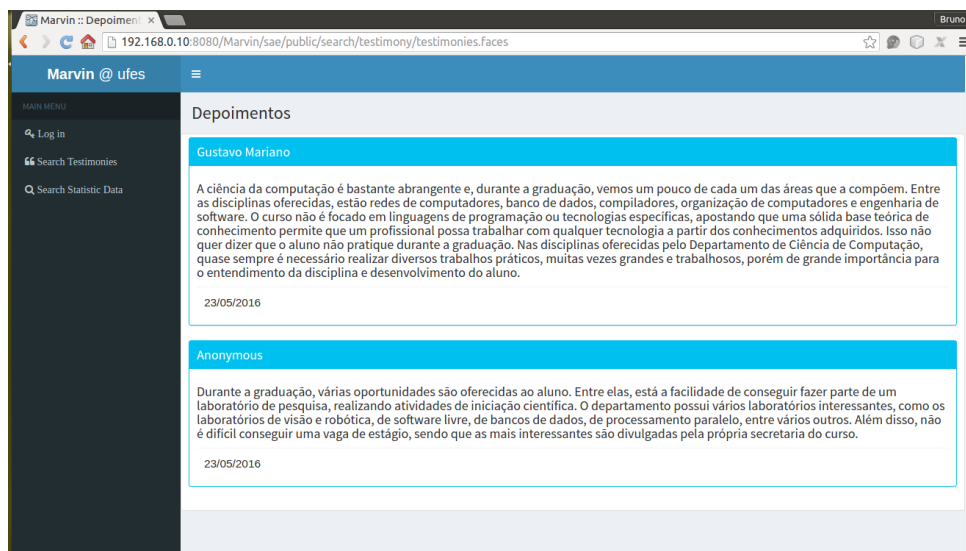 Marvin :: Depoimen
Bruno
192.168.0.10:8080/Marvin/sae/public/search/testimony/testimonies.faces
Marvin @ ufes
MAIN MENU
Log in
Search Testimonies
Search Statistic Data
Depoimentos
Gustavo Mariano
A ciência da computação é bastante abrangente e, durante a graduação, vemos um pouco de cada um das áreas que a compõem. Entre
as disciplinas oferecidas, estão redes de computadores, banco de dados, compiladores, organização de computadores e engenharia de
software. O curso não é focado em linguagens de programação ou tecnologias específicas, apostando que uma sólida base teórica de
conhecimento permite que um profissional possa trabalhar com qualquer tecnologia a partir dos conhecimentos adquiridos. Isso não
quer dizer que o aluno não pratique durante a graduação. Nas disciplinas oferecidas pelo Departamento de Ciência de Computação,
quase sempre é necessário realizar diversos trabalhos práticos, muitas vezes grandes e trabalhosos, porém de grande importância para
o entendimento da disciplina e desenvolvimento do aluno.
23/05/2016
Anonymous
Durante a graduação, várias oportunidades são oferecidas ao aluno. Entre elas, está a facilidade de conseguir fazer parte de um
laboratório de pesquisa, realizando atividades de iniciação científica. O departamento possui vários laboratórios interessantes, como os
laboratórios de visão e robótica, de software livre, de bancos de dados, de processamento paralelo, entre vários outros. Além disso, não
é difícil conseguir uma vaga de estágio, sendo que as mais interessantes são divulgadas pela própria secretaria do curso.
23/05/2016